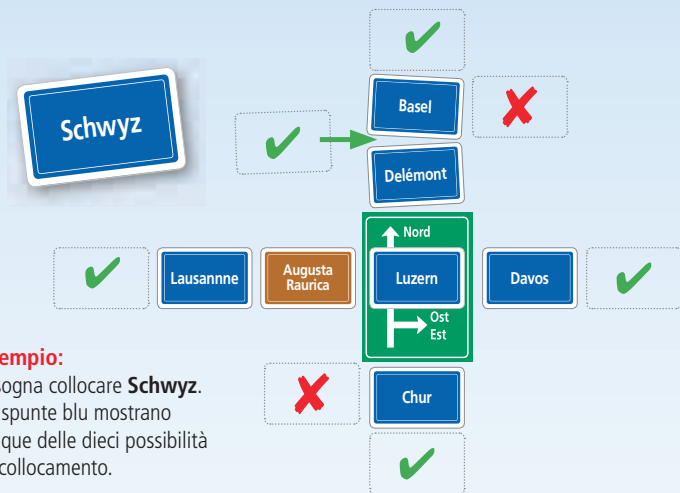 Schwyz
Basel
Delémont
Nord
Lausannne
Augusta
Raurica
Luzern
Davos
Ost
Est
Chur
empio:
sogna collocare Schwyz.
spunte blu mostrano
que delle dieci possibilità
collocamento.